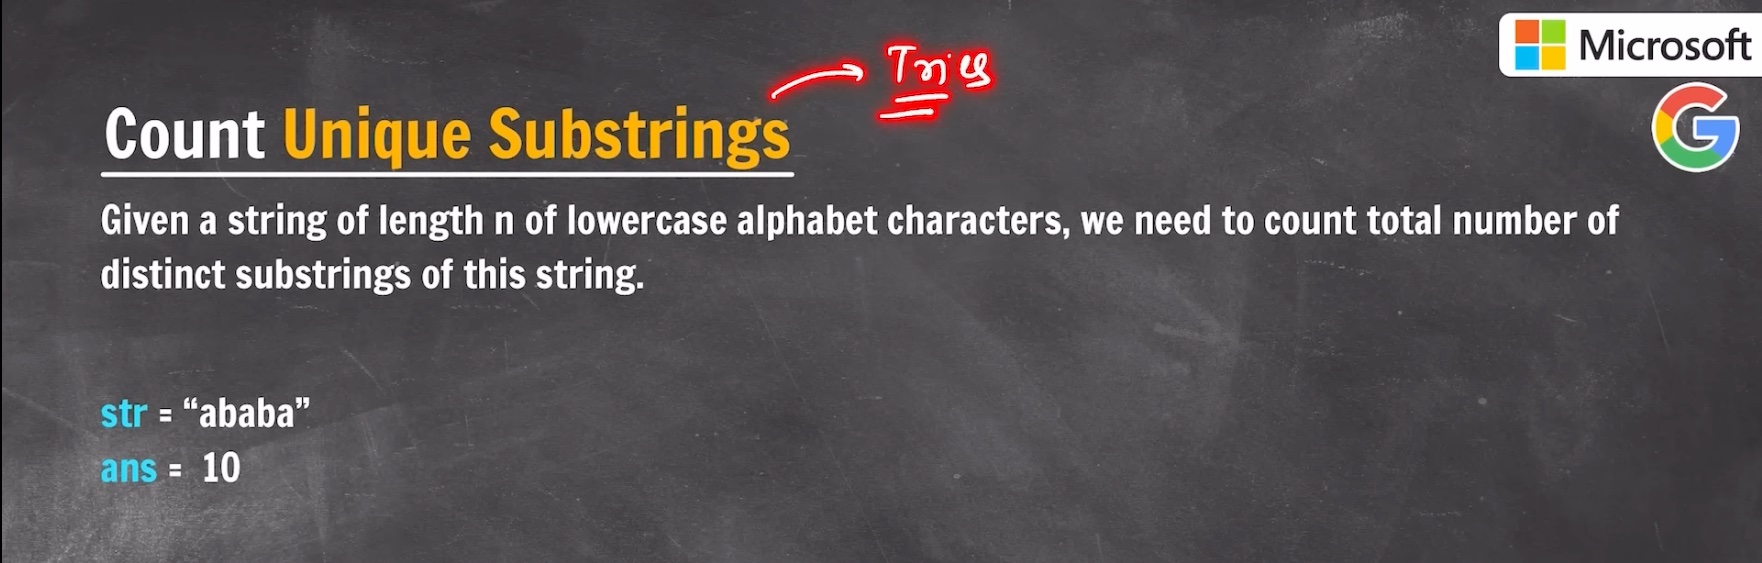 Microsoft
Tries
Count Unique Substrings
Given a string of length n of lowercase alphabet characters, we need to count total number of
distinct substrings of this string.
str = “ababa”
ans = 10